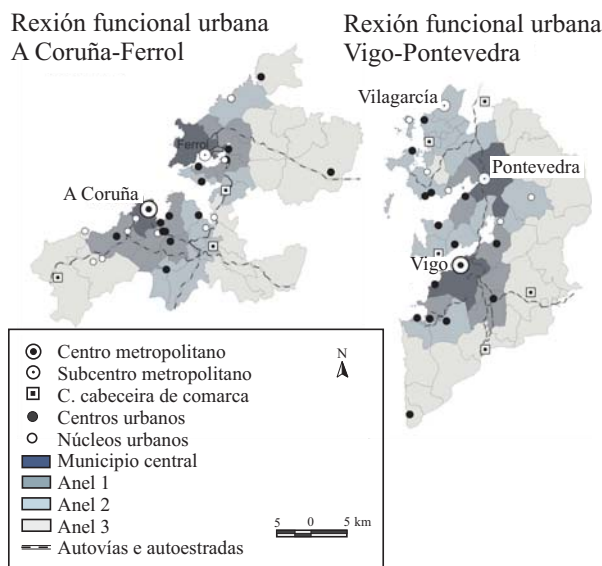 Rexión funcional urbana
A Coruña-Ferrol
Rexión funcional urbana
Vigo-Pontevedra
Vilagarcía
Ferrol
Pontevedra
A Coruña
Vigo
Centro metropolitano
Subcentro metropolitano
C. cabeceira de comarca
Centros urbanos
Núcleos urbanos
Municipio central
Anel 1
Anel 2
Anel 3
Autovías e autoestradas
N
5 0 5 km